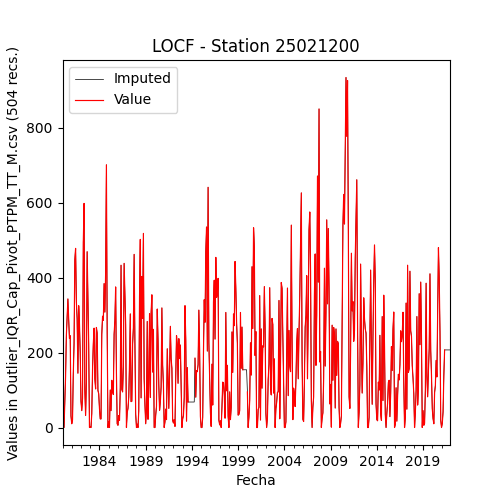 LOCF - Station 25021200
Imputed
Value
Values in Outlier_IQR_Cap_Pivot_PTPM_TT_M.csv (504 recs.)
800
600
400
200
0
1984 1989 1994 1999 2004 2009 2014 2019
Fecha